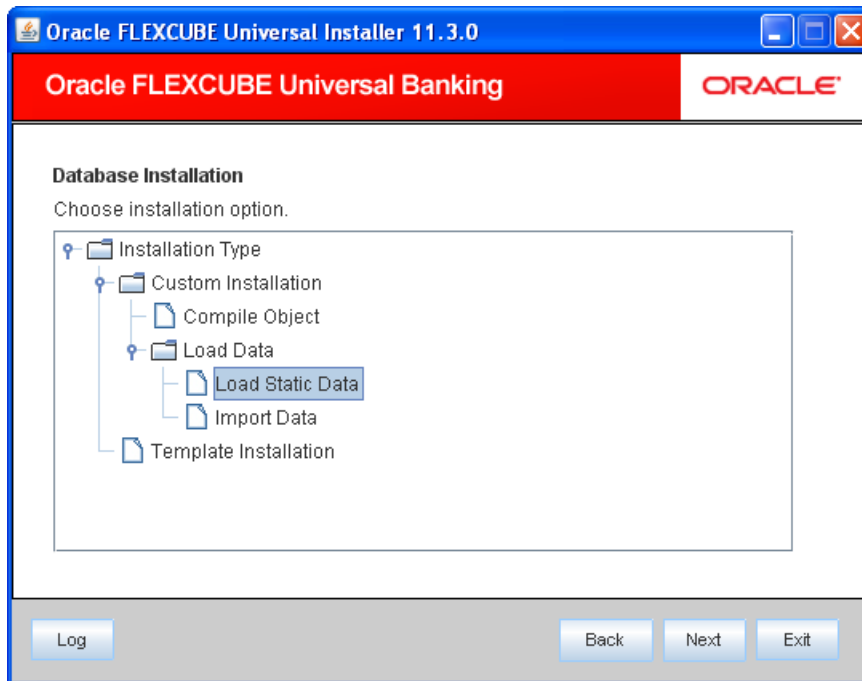 Oracle FLEXCUBE Universal Installer 11.3.0
Oracle FLEXCUBE Universal Banking
ORACLE
Database Installation
Choose installation option.
Installation Type
Custom Installation
Compile Object
Load Data
Load Static Data
Import Data
Template Installation
Log
Back
Next
Exit